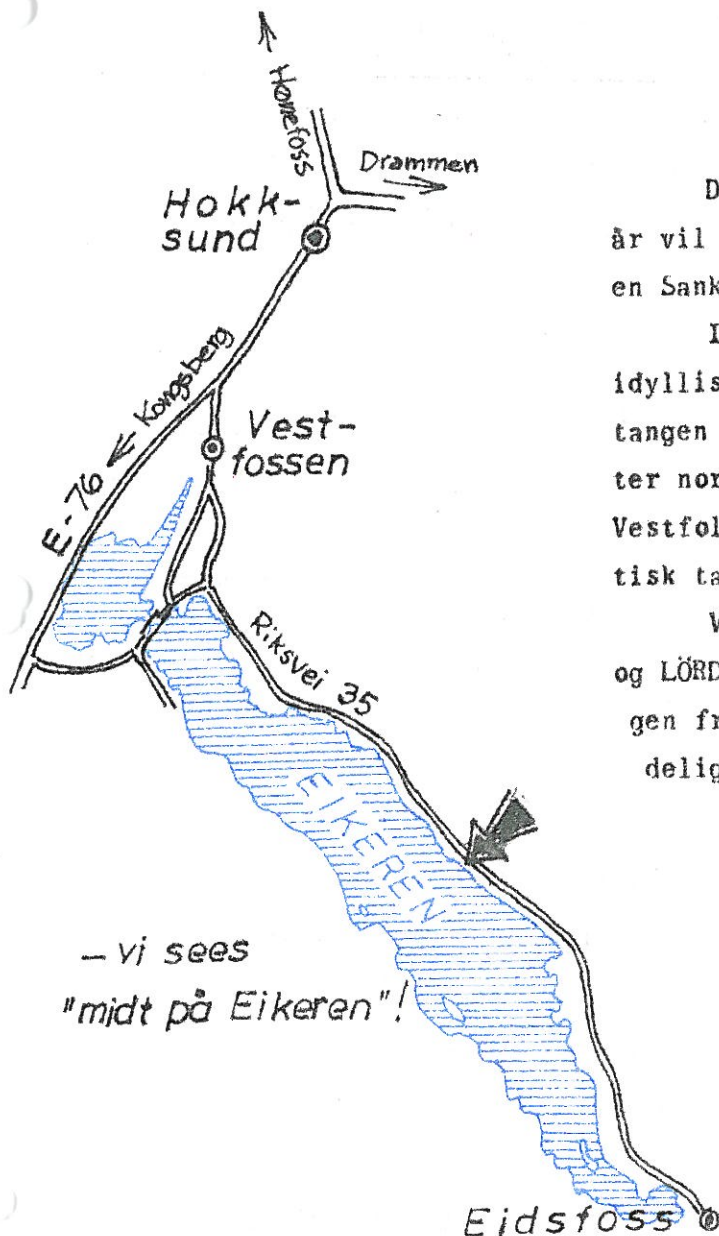 Hønefoss
Drammen
Hokk-
sund
Kongsberg
E-76
Vest-
fossen
Riksvei 35
EIKEREN
– vi sees
"midt på Eikeren"!
Eidsfoss
D
år vil
en Sank
I
idyllis
tangen
ter nor
Vestfol
tisk ta
V
og LÖRD
gen fr
delig